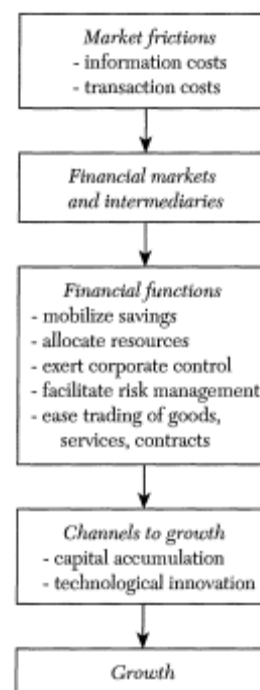 Market frictions
- information costs
- transaction costs
Financial markets
and intermediaries
Financial functions
- mobilize savings
- allocate resources
- exert corporate control
- facilitate risk management
- ease trading of goods,
services, contracts
Channels to growth
- capital accumulation
- technological innovation
Growth